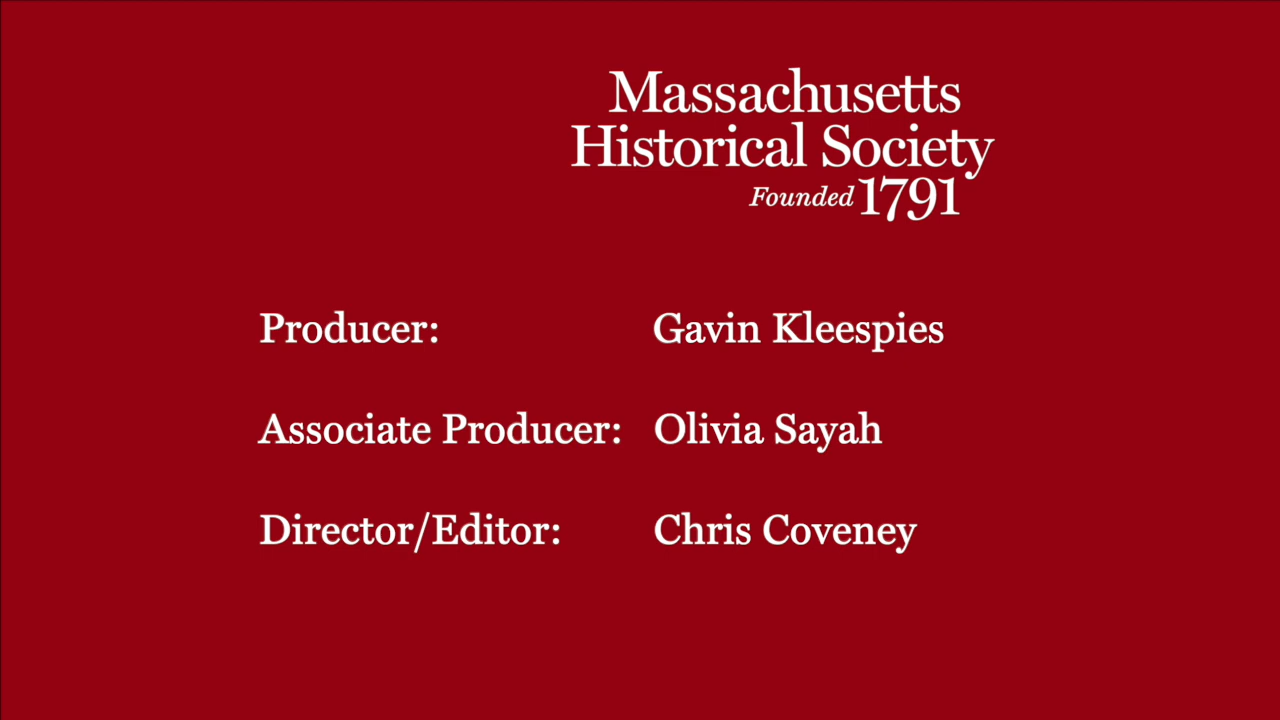 Massachusetts
Historical Society
Founded 1791
Producer: Gavin Kleespies
Associate Producer: Olivia Sayah
Director/Editor: Chris Coveney